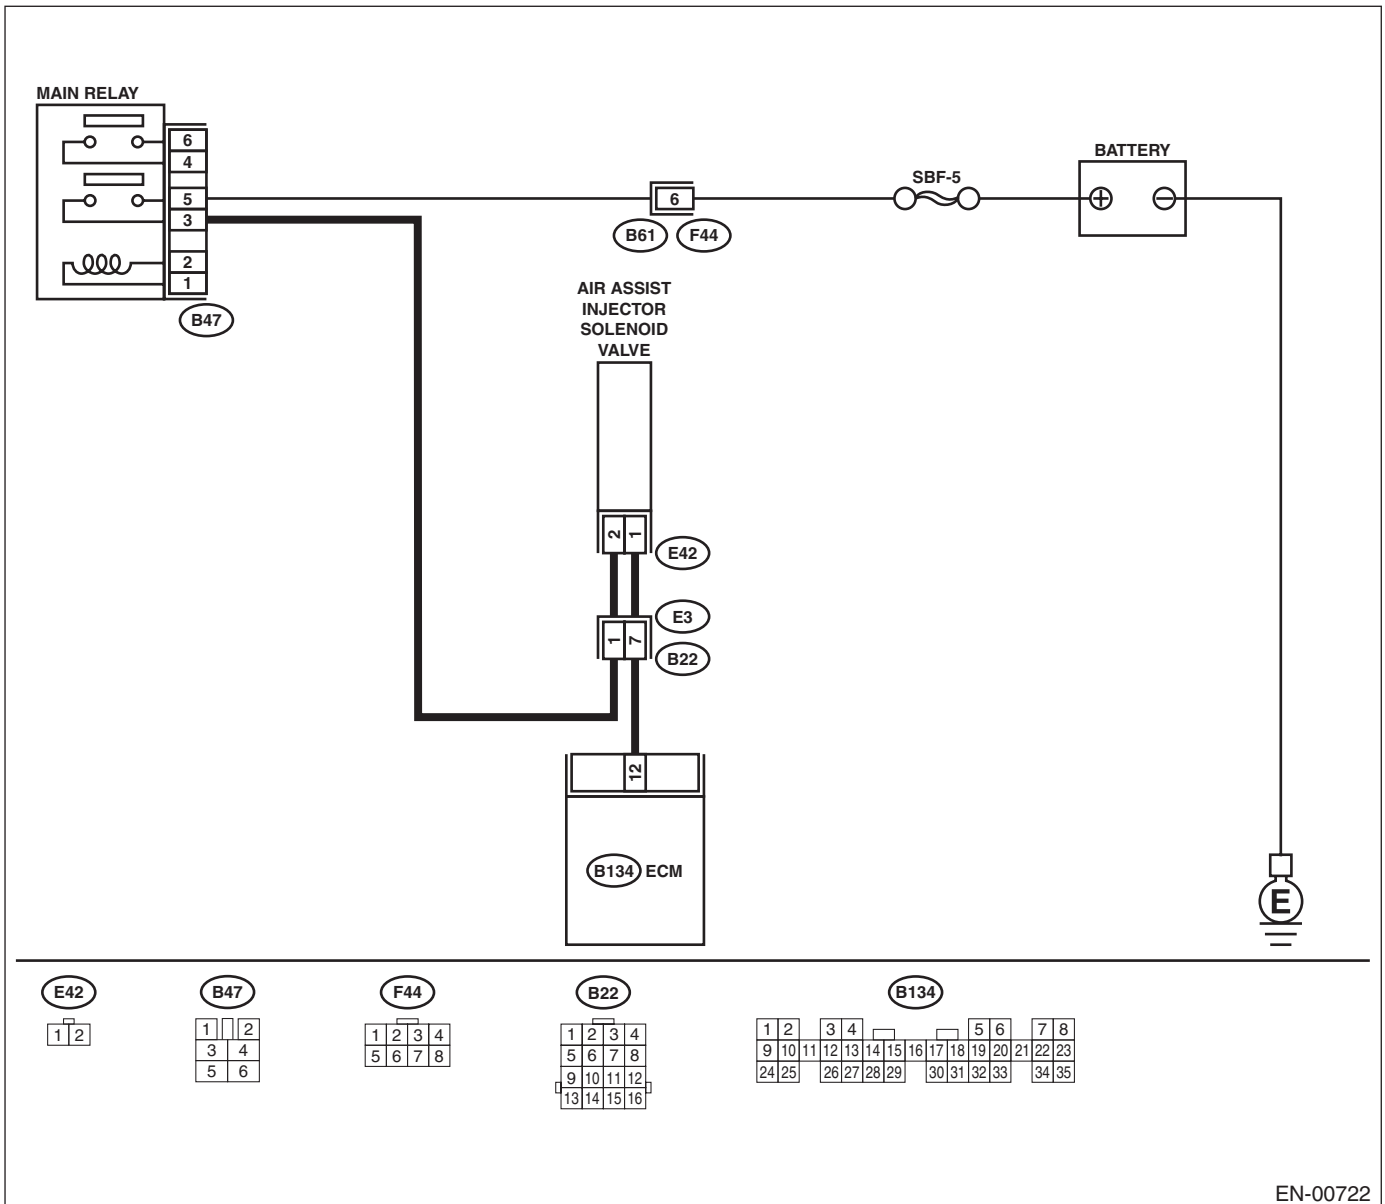 MAIN RELAY
6
4
5
3
2
1
B47
6
B61 F44
SBF-5
BATTERY
+ −
AIR ASSIST
INJECTOR
SOLENOID
VALVE
2 1
E42
E3
1 7
B22
12
B134 ECM
E
E42
1 2
B47
1 2
3 4
5 6
F44
1 2 3 4
5 6 7 8
B22
1 2 3 4
5 6 7 8
9 10 11 12
13 14 15 16
B134
1 2 3 4 5 6 7 8
9 10 11 12 13 14 15 16 17 18 19 20 21 22 23
24 25 26 27 28 29 30 31 32 33 34 35
EN-00722